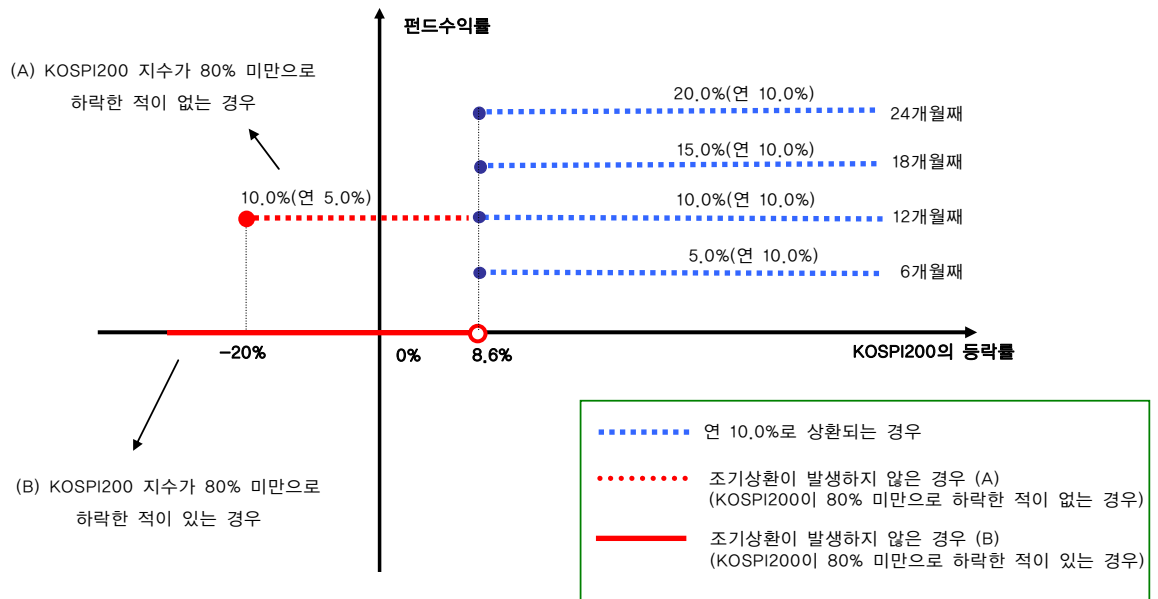 펀드수익률
(A) KOSPI200 지수가 80% 미만으로
하락한 적이 없는 경우
20.0%(연 10.0%)
24개월째
15.0%(연 10.0%)
18개월째
10.0%(연 5.0%)
10.0%(연 10.0%)
12개월째
5.0%(연 10.0%)
6개월째
-20%
0%
8.6%
KOSPI200의 등락률
(B) KOSPI200 지수가 80% 미만으로
하락한 적이 있는 경우
연 10.0%로 상환되는 경우
조기상환이 발생하지 않은 경우 (A)
(KOSPI200이 80% 미만으로 하락한 적이 없는 경우)
조기상환이 발생하지 않은 경우 (B)
(KOSPI200이 80% 미만으로 하락한 적이 있는 경우)